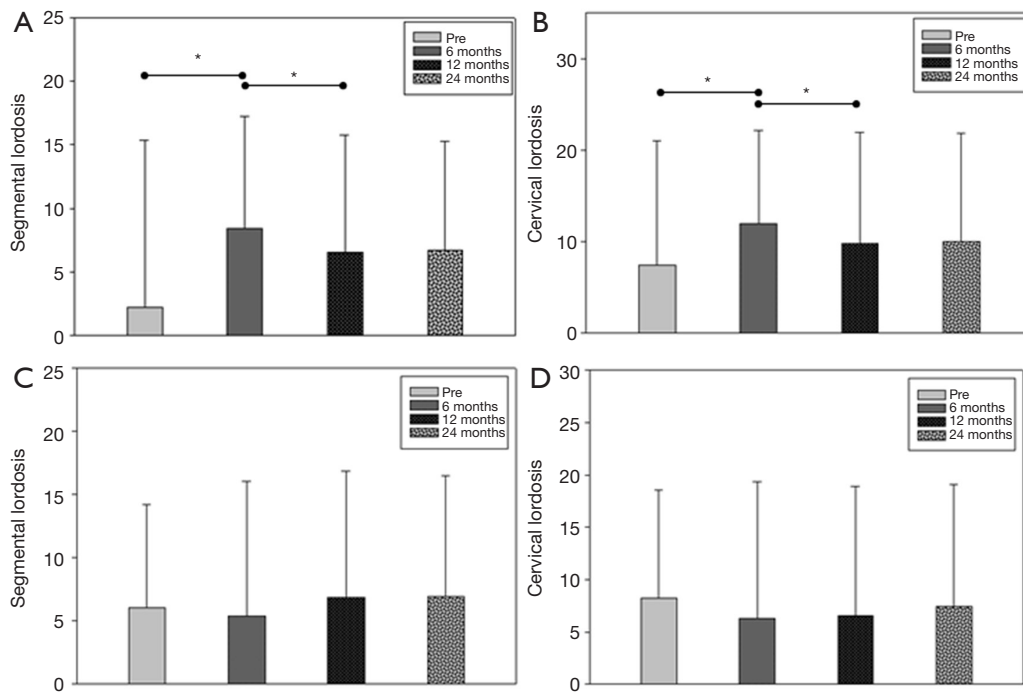 A
Segmental lordosis
25
20
15
10
5
0
*
*
Pre
6 months
12 months
24 months
B
Cervical lordosis
30
20
10
0
*
*
Pre
6 months
12 months
24 months
C
Segmental lordosis
25
20
15
10
5
0
Pre
6 months
12 months
24 months
D
Cervical lordosis
30
25
20
15
10
5
0
Pre
6 months
12 months
24 months